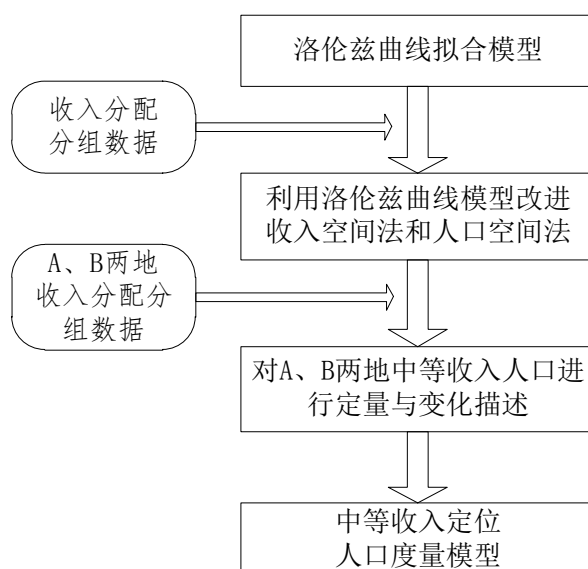 洛伦兹曲线拟合模型
收入分配
分组数据
利用洛伦兹曲线模型改进
收入空间法和人口空间法
A、B两地
收入分配分
组数据
对A、B两地中等收入人口进
行定量与变化描述
中等收入定位
人口度量模型